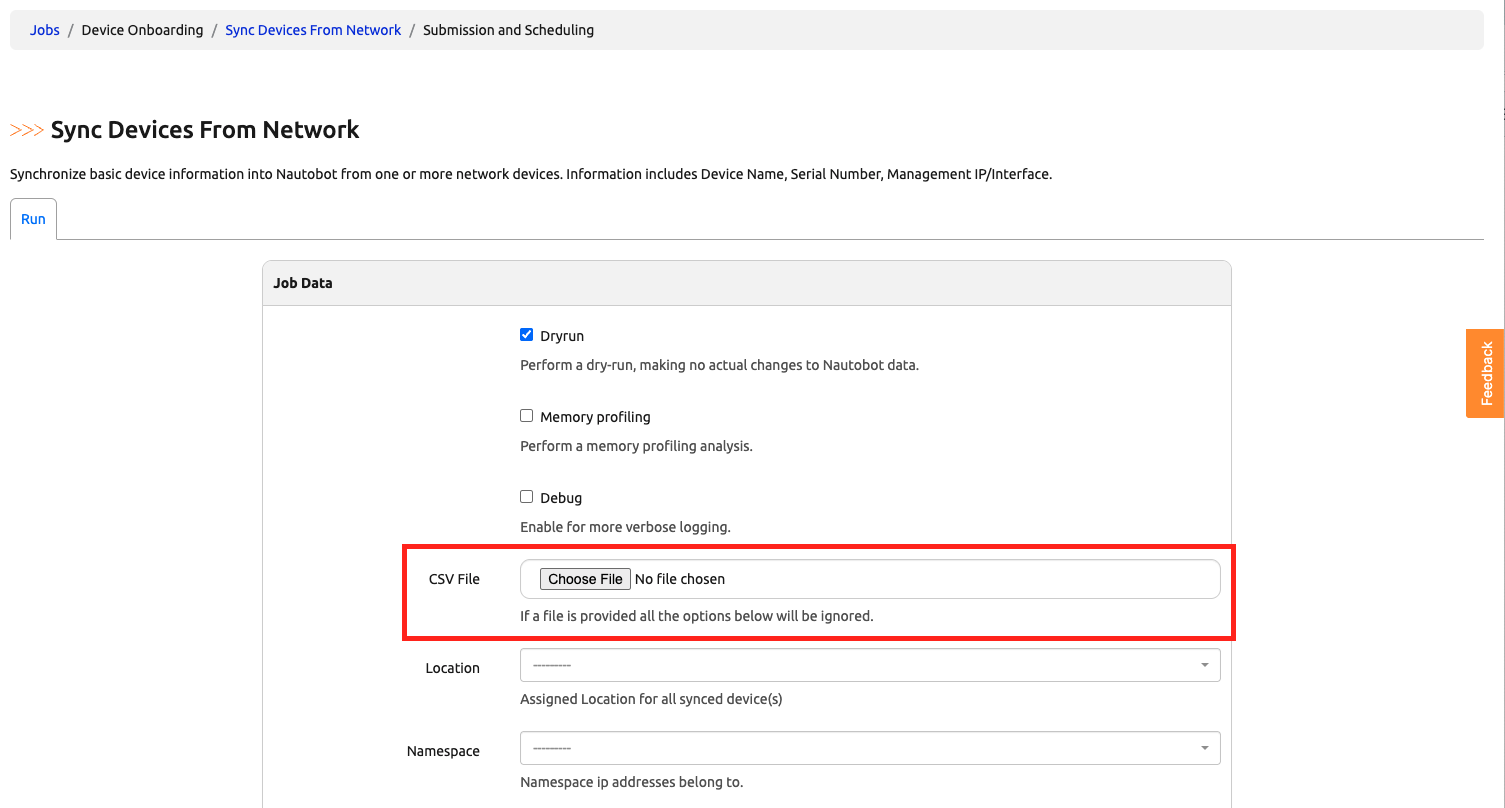 Jobs / Device Onboarding / Sync Devices From Network / Submission and Scheduling
>>> Sync Devices From Network
Synchronize basic device information into Nautobot from one or more network devices. Information includes Device Name, Serial Number, Management IP/Interface.
Run
Job Data
Dryrun
Perform a dry-run, making no actual changes to Nautobot data.
Feedback
Memory profiling
Perform a memory profiling analysis.
Debug
Enable for more verbose logging.
CSV File Choose File No file chosen
If a file is provided all the options below will be ignored.
Location ---------
Assigned Location for all synced device(s)
Namespace ---------
Namespace ip addresses belong to.